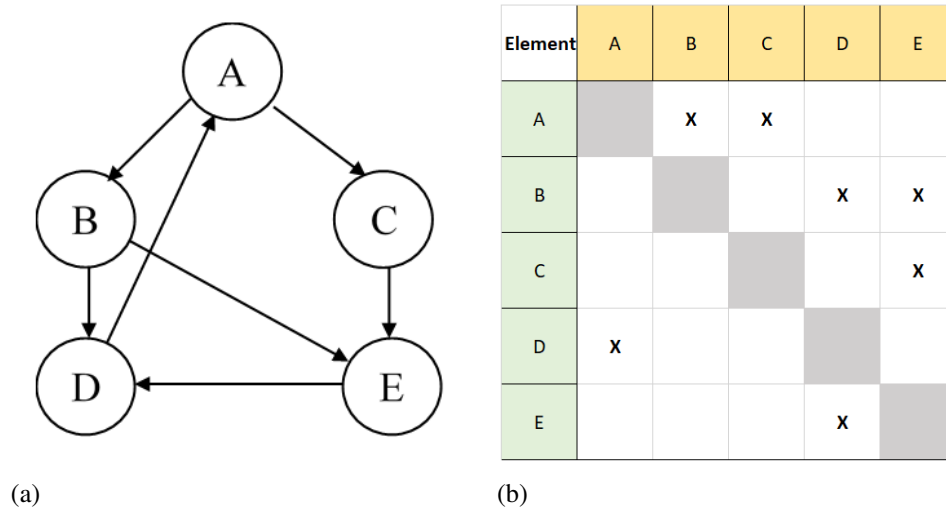 A
B
C
D
E
Element A B C D E
A X X
B X X
C X
D X
E X
(a)
(b)